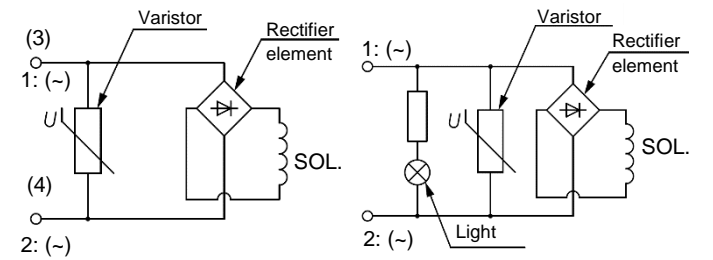 Varistor
Rectifier
element
(3)
1: (~)
U
SOL.
(4)
2: (~)
Varistor
Rectifier
element
1: (~)
U
SOL.
2: (~)
Light